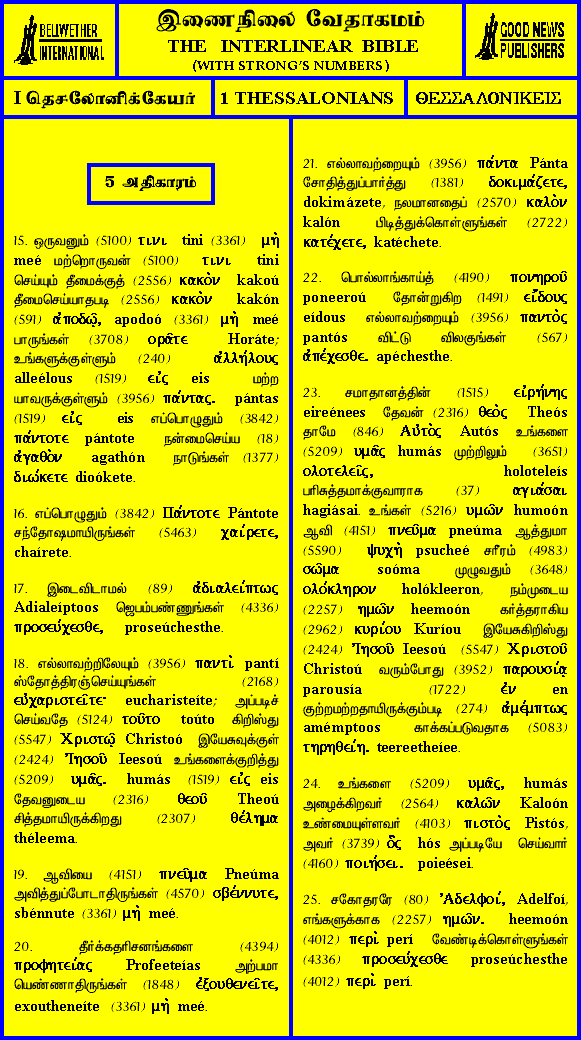 BELLWETHER
INTERNATIONAL
இணைநிலை வேதாகமம்
THE INTERLINEAR BIBLE
(WITH STRONG'S NUMBERS)
GOOD NEWS
PUBLISHERS
I தெசலோனிக்கேயர்
1 THESSALONIANS
ΘΕΣΣΑΛΟΝΙΚΕΙΣ
5 அதிகாரம்
15. ஒருவனும் (5100) τινι tini (3361) μὴ
meé மற்றொருவன் (5100) τινι tini
செய்யும் தீமைக்குத் (2556) κακὸν kakoú
தீமைசெய்யாதபடி (2556) κακὸν kakón
(591) ἀποδῷ, apodoó (3361) μὴ meé
பாருங்கள் (3708) ορᾶτε Horáte;
உங்களுக்குள்ளும் (240) ἀλλήλους
alleélous (1519) εἰς eis மற்ற
யாவருக்குள்ளும் (3956) πάντας. pántas
(1519) εἰς eis எப்பொழுதும் (3842)
πάντοτε pántote நன்மைசெய்ய (18)
ἀγαθὸν agathón நாடுங்கள் (1377)
διώκετε dioókete.
16. எப்பொழுதும் (3842) Πάντοτε Pántote
சந்தோஷமாயிருங்கள் (5463) χαίρετε,
chaírete.
17. இடைவிடாமல் (89) ἀδιαλείπτως
Adialeíptoos ஜெபம்பண்ணுங்கள் (4336)
προσεύχεσθε, proseúchesthe.
18. எல்லாவற்றிலேயும் (3956) παντὶ pantí
ஸ்தோத்திரஞ்செய்யுங்கள் (2168)
εὐχαριστεῖτε· eucharisteíte; அப்படிச்
செய்வதே (5124) τοῦτο toúto கிறிஸ்து
(5547) Χριστῷ Christoó இயேசுவுக்குள்
(2424) Ἰησοῦ Ieesoú உங்களைக்குறித்து
(5209) υμᾶς. humás (1519) εἰς eis
தேவனுடைய (2316) θεοῦ Theoú
சித்தமாயிருக்கிறது (2307) θέλημα
théleema.
19. ஆவியை (4151) πνεῦμα Pneúma
அவித்துப்போடாதிருங்கள் (4570) σβέννυτε,
sbénnute (3361) μὴ meé.
20. தீர்க்கதரிசனங்களை (4394)
προφητείας Profeeteías அற்பமா
யெண்ணாதிருங்கள் (1848) ἐξουθενεῖτε,
exoutheneíte (3361) μὴ meé.
21. எல்லாவற்றையும் (3956) πάντα Pánta
சோதித்துப்பார்த்து (1381) δοκιμάζετε,
dokimázete, நலமானதைப் (2570) καλὸν
kalón பிடித்துக்கொள்ளுங்கள் (2722)
κατέχετε, katéchete.
22. பொல்லாங்காய்த் (4190) πονηροῦ
poneeroú தோன்றுகிற (1491) εἴδους
eídous எல்லாவற்றையும் (3956) παντὸς
pantós விட்டு விலகுங்கள் (567)
ἀπέχεσθε. apéchesthe.
23. சமாதானத்தின் (1515) εἰρήνης
eireénees தேவன் (2316) θεὸς Theós
தாமே (846) Αὐτὸς Autós உங்களை
(5209) υμᾶς humás முற்றிலும் (3651)
ολοτελεῖς, holoteleís
பரிசுத்தமாக்குவாராக (37) αγιάσαι
hagiásai. உங்கள் (5216) υμῶν humoón
ஆவி (4151) πνεῦμα pneúma ஆத்துமா
(5590) ψυχὴ psucheé சரீரம் (4983)
σῶμα soóma முழுவதும் (3648)
ολόκληρον holókleeron, நம்முடைய
(2257) ημῶν heemoón கர்த்தராகிய
(2962) κυρίου Kuríou இயேசுகிறிஸ்து
(2424) Ἰησοῦ Ieesoú (5547) Χριστοῦ
Christoú வரும்போது (3952) παρουσίᾳ
parousía (1722) ἐν en
குற்றமற்றதாயிருக்கும்படி (274) ἀμέμπτως
amémptoos காக்கப்படுவதாக (5083)
τηρηθείη. teereetheíee.
24. உங்களை (5209) υμᾶς, humás
அழைக்கிறவர் (2564) καλῶν Kaloón
உண்மையுள்ளவர் (4103) πιστὸς Pistós,
அவர் (3739) ὃς hós அப்படியே செய்வார்
(4160) ποιήσει. poieései.
25. சகோதரரே (80) Ἀδελφοί, Adelfoí,
எங்களுக்காக (2257) ημῶν. heemoón
(4012) περὶ perí வேண்டிக்கொள்ளுங்கள்
(4336) προσεύχεσθε proseúchesthe
(4012) περὶ perí.